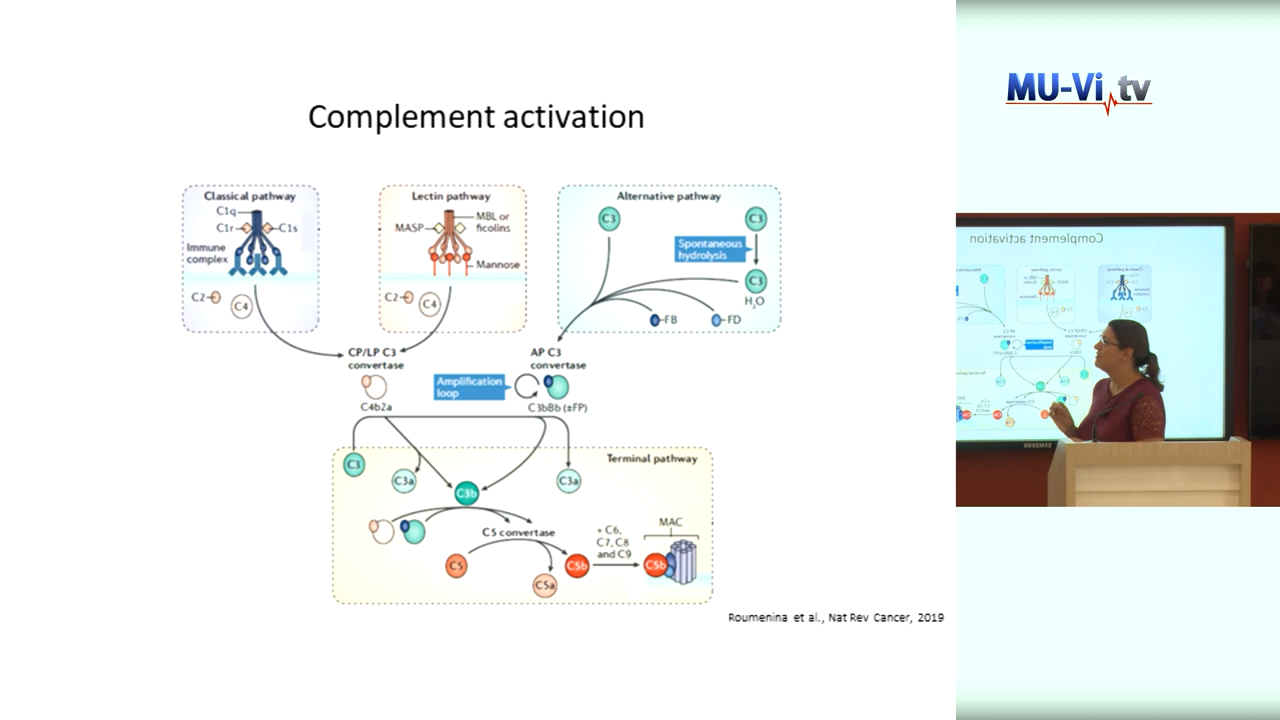 Complement activation
Classical pathway
C1q
C1r
C1s
Immune
complex
C2
C4
Lectin pathway
MBL or
ficolins
MASP
Mannose
C2
C4
Alternative pathway
C3
C3
Spontaneous
hydrolysis
C3
H2O
FB
FD
CP/LP C3
convertase
C4b2a
AP C3
convertase
Amplification
loop
C3bBb (±FP)
Terminal pathway
C3
C3a
C3b
C3a
C5 convertase
C5
C5a
C5b
+ C6,
C7, C8
and C9
MAC
C5b
Roumenina et al., Nat Rev Cancer, 2019
MU-Vi.tv
Complement activation